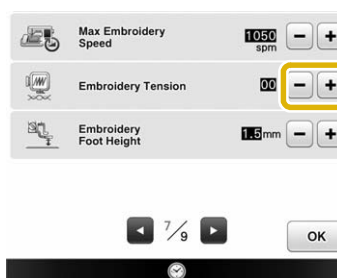 Max Embroidery
Speed
1050
spm
Embroidery Tension
00
Embroidery
Foot Height
1.5mm
7/9
OK